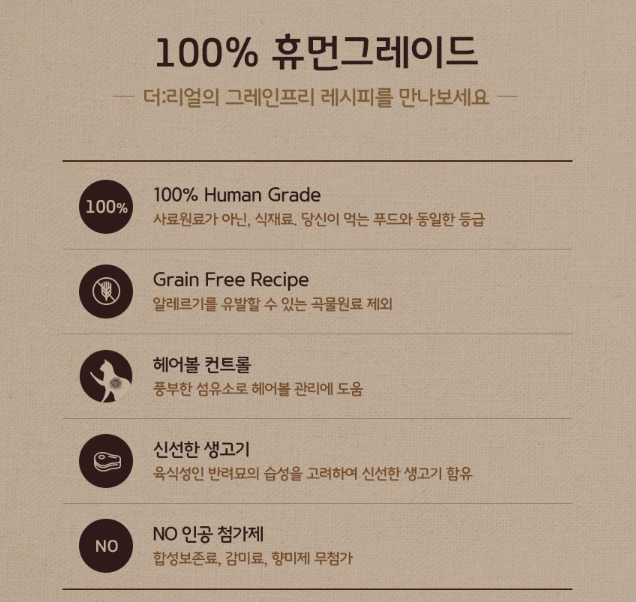 100% 휴먼그레이드
더:리얼의 그레인프리 레시피를 만나보세요
100%
100% Human Grade
사료원료가 아닌, 식재료, 당신이 먹는 푸드와 동일한 등급
Grain Free Recipe
알레르기를 유발할 수 있는 곡물원료 제외
헤어볼 컨트롤
풍부한 섬유소로 헤어볼 관리에 도움
신선한 생고기
육식성인 반려묘의 습성을 고려하여 신선한 생고기 함유
NO
NO 인공 첨가제
합성보존료, 감미료, 향미제 무첨가